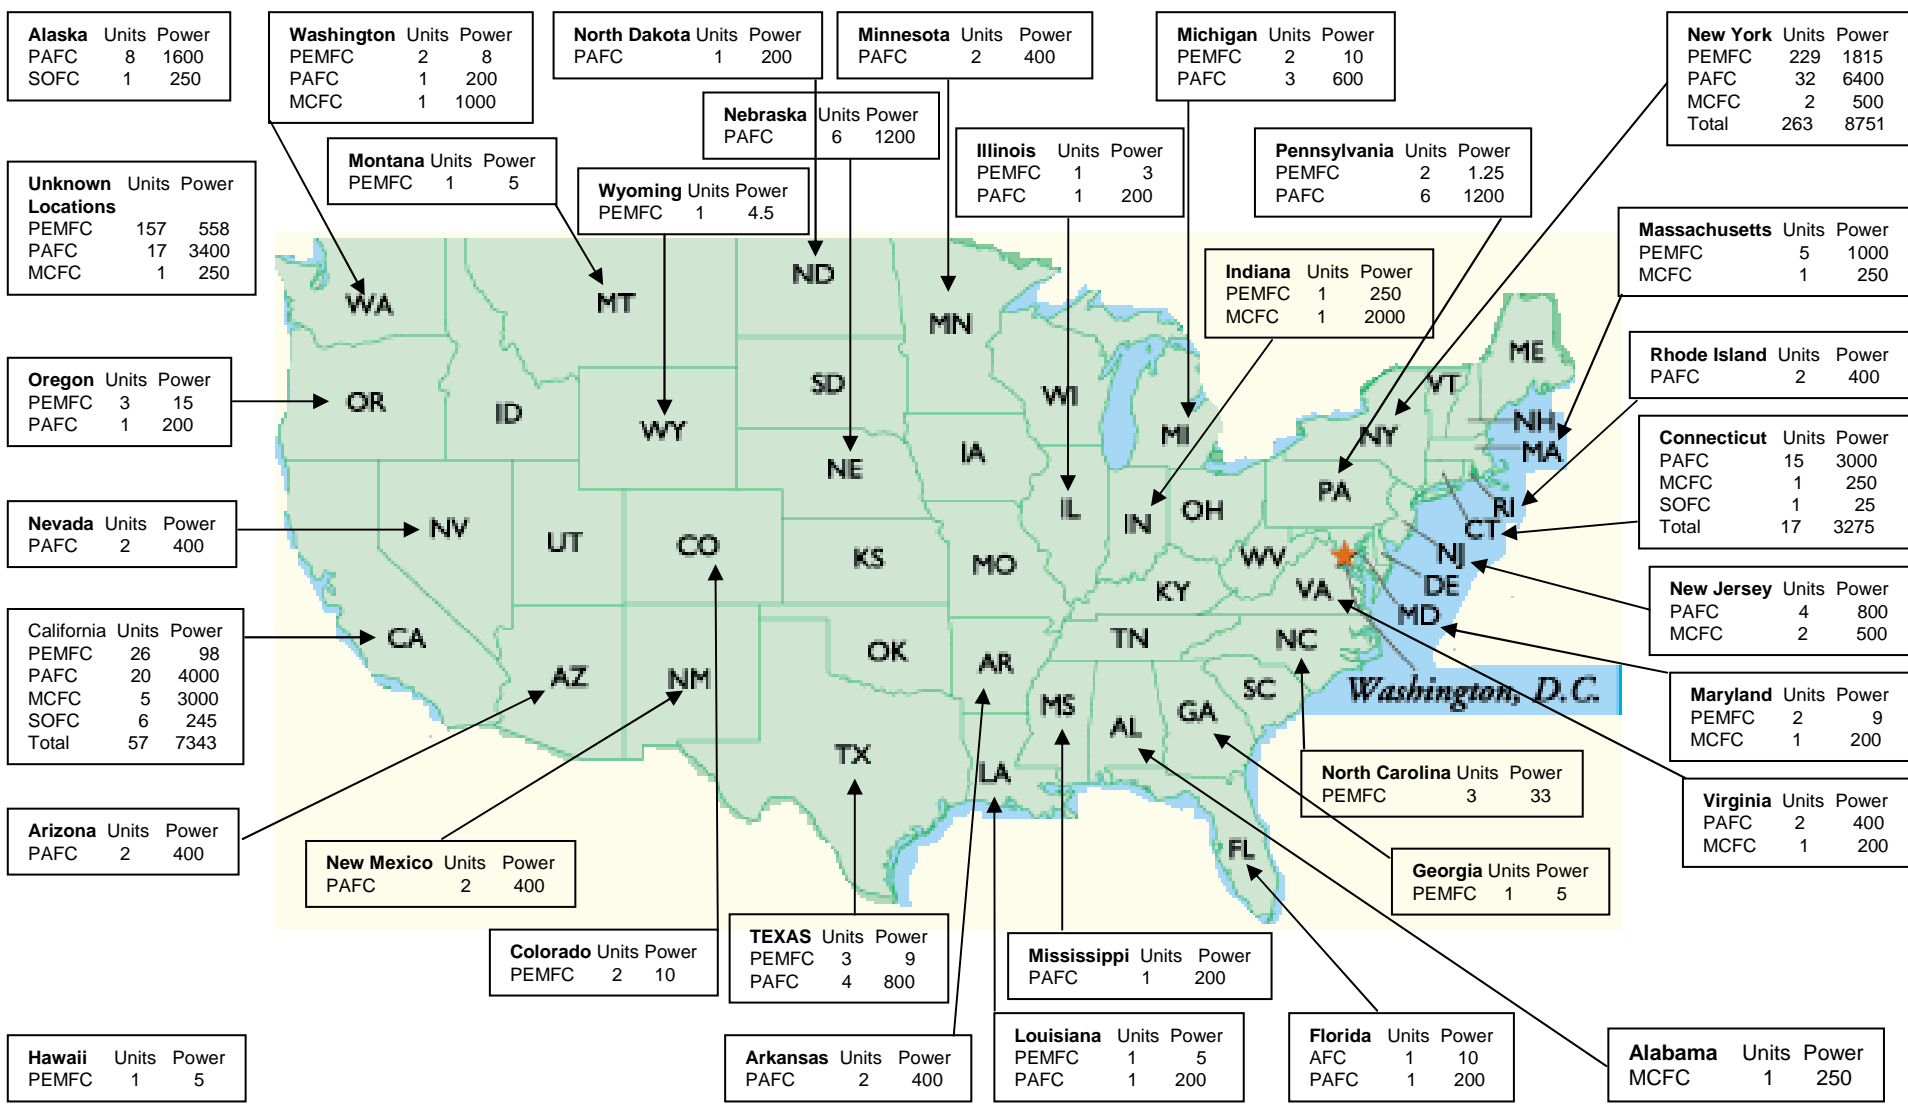 Alaska Units Power
PAFC 8 1600
SOFC 1 250
Washington Units Power
PEMFC 2 8
PAFC 1 200
MCFC 1 1000
North Dakota Units Power
PAFC 1 200
Minnesota Units Power
PAFC 2 400
Michigan Units Power
PEMFC 2 10
PAFC 3 600
New York Units Power
PEMFC 229 1815
PAFC 32 6400
MCFC 2 500
Total 263 8751
Nebraska Units Power
PAFC 6 1200
Montana Units Power
PEMFC 1 5
Wyoming Units Power
PEMFC 1 4.5
Illinois Units Power
PEMFC 1 3
PAFC 1 200
Pennsylvania Units Power
PEMFC 2 1.25
PAFC 6 1200
Unknown Units Power
Locations
PEMFC 157 558
PAFC 17 3400
MCFC 1 250
Massachusetts Units Power
PEMFC 5 1000
MCFC 1 250
Indiana Units Power
PEMFC 1 250
MCFC 1 2000
Rhode Island Units Power
PAFC 2 400
Oregon Units Power
PEMFC 3 15
PAFC 1 200
Connecticut Units Power
PAFC 15 3000
MCFC 1 250
SOFC 1 25
Total 17 3275
Nevada Units Power
PAFC 2 400
New Jersey Units Power
PAFC 4 800
MCFC 2 500
California Units Power
PEMFC 26 98
PAFC 20 4000
MCFC 5 3000
SOFC 6 245
Total 57 7343
Maryland Units Power
PEMFC 2 9
MCFC 1 200
North Carolina Units Power
PEMFC 3 33
Virginia Units Power
PAFC 2 400
MCFC 1 200
Arizona Units Power
PAFC 2 400
New Mexico Units Power
PAFC 2 400
Georgia Units Power
PEMFC 1 5
Colorado Units Power
PEMFC 2 10
TEXAS Units Power
PEMFC 3 9
PAFC 4 800
Mississippi Units Power
PAFC 1 200
Hawaii Units Power
PEMFC 1 5
Arkansas Units Power
PAFC 2 400
Louisiana Units Power
PEMFC 1 5
PAFC 1 200
Florida Units Power
AFC 1 10
PAFC 1 200
Alabama Units Power
MCFC 1 250
WA
MT
ND
MN
OR
ID
WY
SD
WI
MI
NY
VT
ME
NH
MA
NE
IA
PA
RI
CT
NV
UT
CO
KS
MO
IL
IN
OH
WV
VA
NJ
DE
MD
KY
CA
AZ
NM
OK
AR
TN
NC
SC
MS
AL
GA
TX
LA
FL
Washington, D.C.